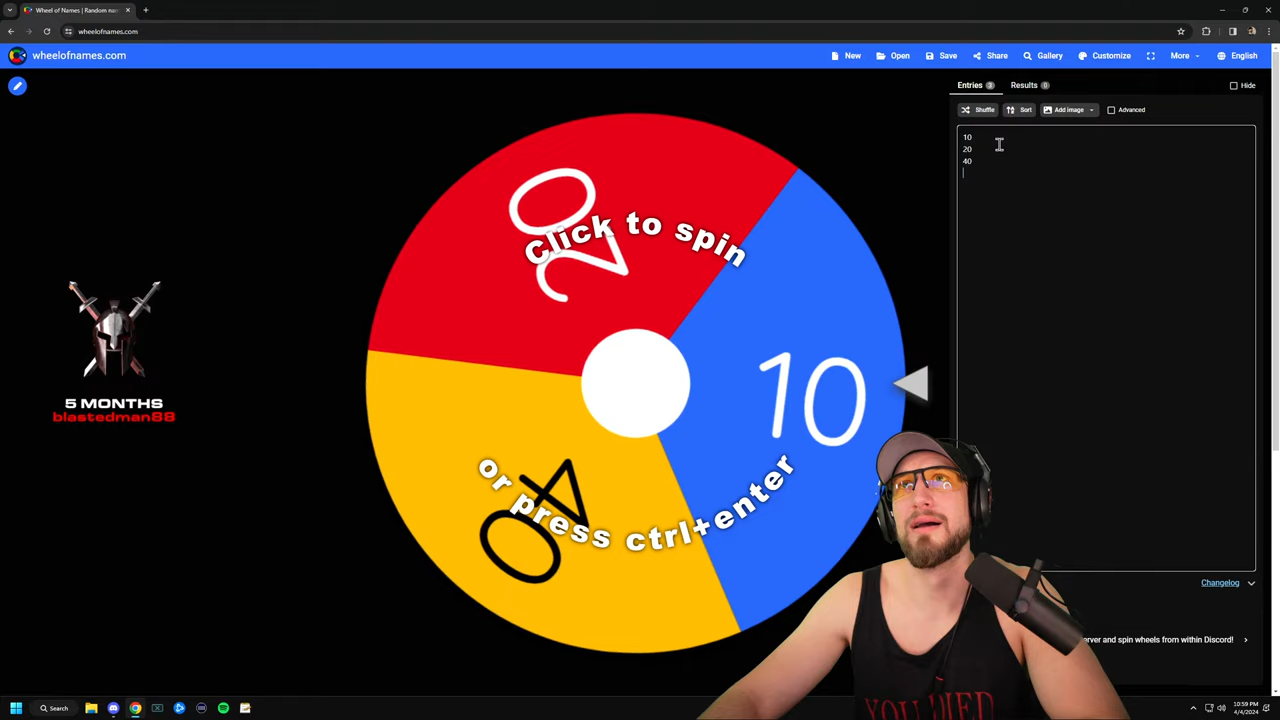 Wheel of Names | Random na
wheelofnames.com
wheelofnames.com
New
Open
Save
Share
Gallery
Customize
More
English
Entries 3
Results 0
Hide
Shuffle
Sort
Add image
Advanced
10
20
40
20
10
40
Click to spin
or press ctrl+enter
5 MONTHS
blastedman88
Changelog
erver and spin wheels from within Discord!
YOU DIED
Search
10:59 PM
4/4/2024